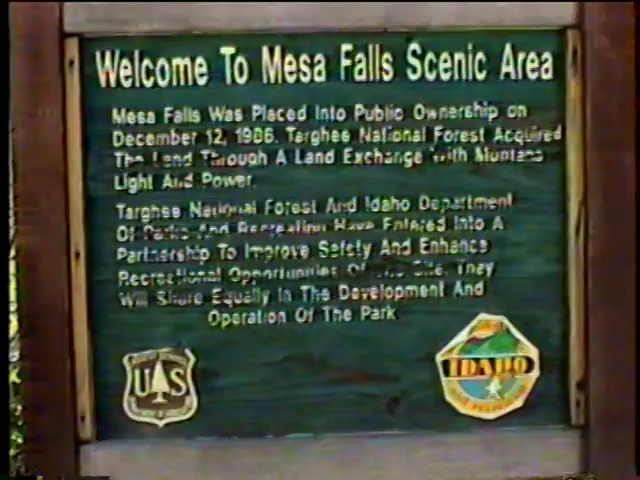 Welcome To Mesa Falls Scenic Area
Mesa Falls Was Placed Into Public Ownership on
December 12, 1986. Targhee National Forest Acquired
The Land Through A Land Exchange With Montana
Light And Power.
Targhee National Forest And Idaho Department
Of Parks And Recreation Have Entered Into A
Partnership To Improve Safety And Enhance
Recreational Opportunities Of The Site. They
Will Share Equally In The Development And
Operation Of The Park
US
IDAHO